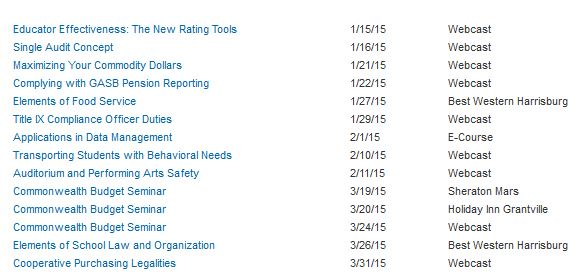 Educator Effectiveness: The New Rating Tools 1/15/15 Webcast
Single Audit Concept 1/16/15 Webcast
Maximizing Your Commodity Dollars 1/21/15 Webcast
Complying with GASB Pension Reporting 1/22/15 Webcast
Elements of Food Service 1/27/15 Best Western Harrisburg
Title IX Compliance Officer Duties 1/29/15 Webcast
Applications in Data Management 2/1/15 E-Course
Transporting Students with Behavioral Needs 2/10/15 Webcast
Auditorium and Performing Arts Safety 2/11/15 Webcast
Commonwealth Budget Seminar 3/19/15 Sheraton Mars
Commonwealth Budget Seminar 3/20/15 Holiday Inn Grantville
Commonwealth Budget Seminar 3/24/15 Webcast
Elements of School Law and Organization 3/26/15 Best Western Harrisburg
Cooperative Purchasing Legalities 3/31/15 Webcast